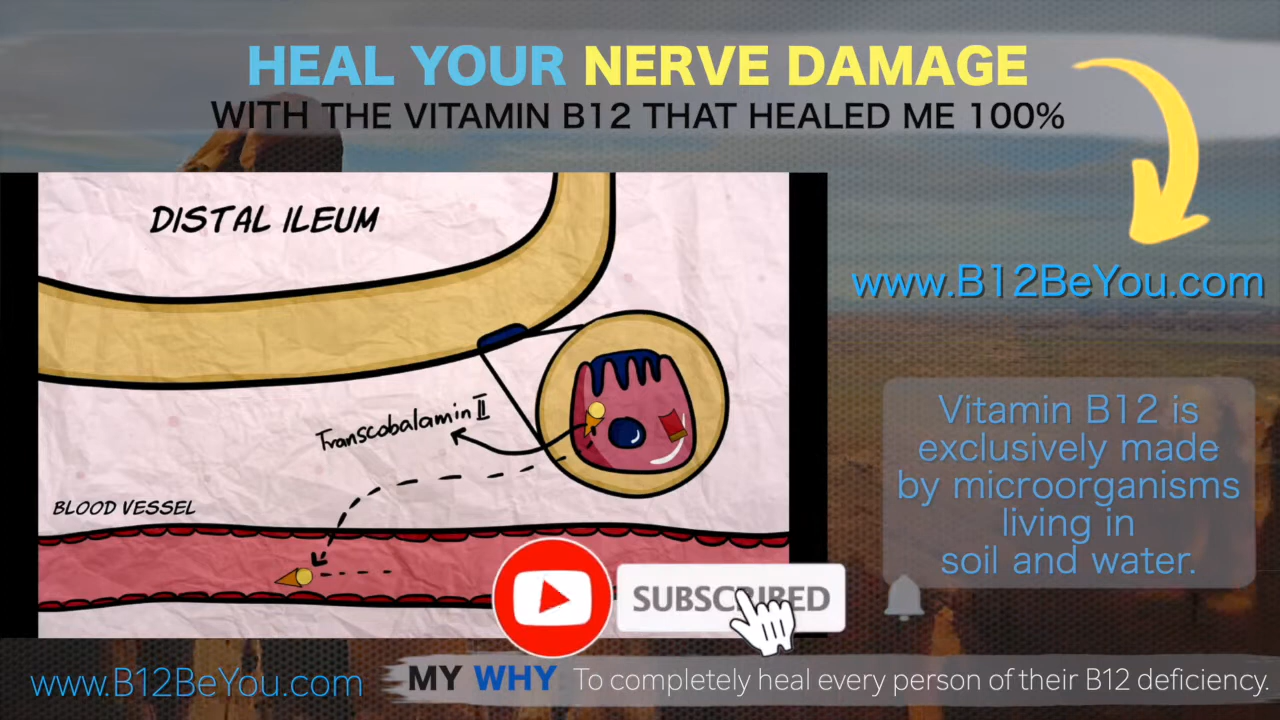 HEAL YOUR NERVE DAMAGE
WITH THE VITAMIN B12 THAT HEALED ME 100%
DISTAL ILEUM
www.B12BeYou.com
Transcobalamin II
Vitamin B12 is
exclusively made
by microorganisms
living in
soil and water.
BLOOD VESSEL
SUBSCRIBED
www.B12BeYou.com
MY WHY To completely heal every person of their B12 deficiency.